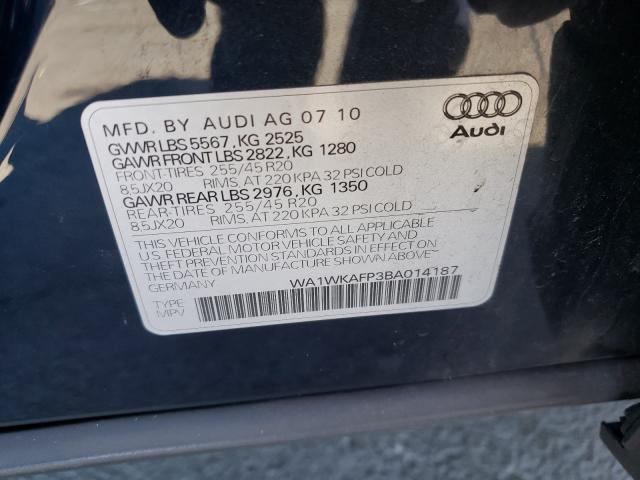 MFD. BY AUDI AG 07 10
Audi
GVWR LBS 5567, KG 2525
GAWR FRONT LBS 2822, KG 1280
FRONT-TIRES 255/45 R20
8.5JX20 RIMS, AT 220 KPA 32 PSI COLD
GAWR REAR LBS 2976, KG 1350
REAR-TIRES 255/45 R20
8.5JX20 RIMS, AT 220 KPA 32 PSI COLD
THIS VEHICLE CONFORMS TO ALL APPLICABLE
U.S. FEDERAL MOTOR VEHICLE SAFETY AND
THEFT PREVENTION STANDARDS IN EFFECT ON
THE DATE OF MANUFACTURE SHOWN ABOVE.
GERMANY WA1WKAFP3BA014187
TYPE:
MPV